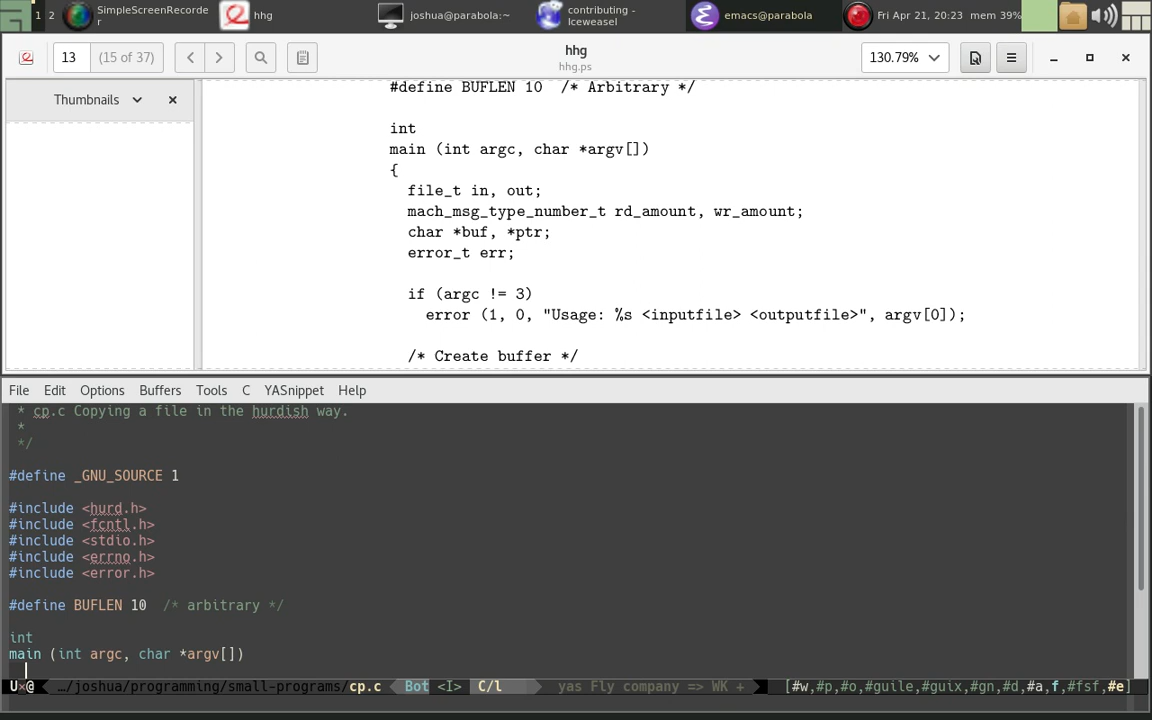 1 2 SimpleScreenRecorder hhg joshua@parabola:~ contributing - Iceweasel emacs@parabola Fri Apr 21, 20:23 mem 39%
13 (15 of 37) hhg 130.79%
hhg.ps
Thumbnails
#define BUFLEN 10 /* Arbitrary */
int
main (int argc, char *argv[])
{
file_t in, out;
mach_msg_type_number_t rd_amount, wr_amount;
char *buf, *ptr;
error_t err;
if (argc != 3)
error (1, 0, "Usage: %s <inputfile> <outputfile>", argv[0]);
/* Create buffer */
File Edit Options Buffers Tools C YASnippet Help
* cp.c Copying a file in the hurdish way.
*
*/
#define _GNU_SOURCE 1
#include <hurd.h>
#include <fcntl.h>
#include <stdio.h>
#include <errno.h>
#include <error.h>
#define BUFLEN 10 /* arbitrary */
int
main (int argc, char *argv[])
U×@ …/joshua/programming/small-programs/cp.c Bot <I> C/l yas Fly company => WK + [#w,#p,#o,#guile,#guix,#gn,#d,#a,f,#fsf,#e]